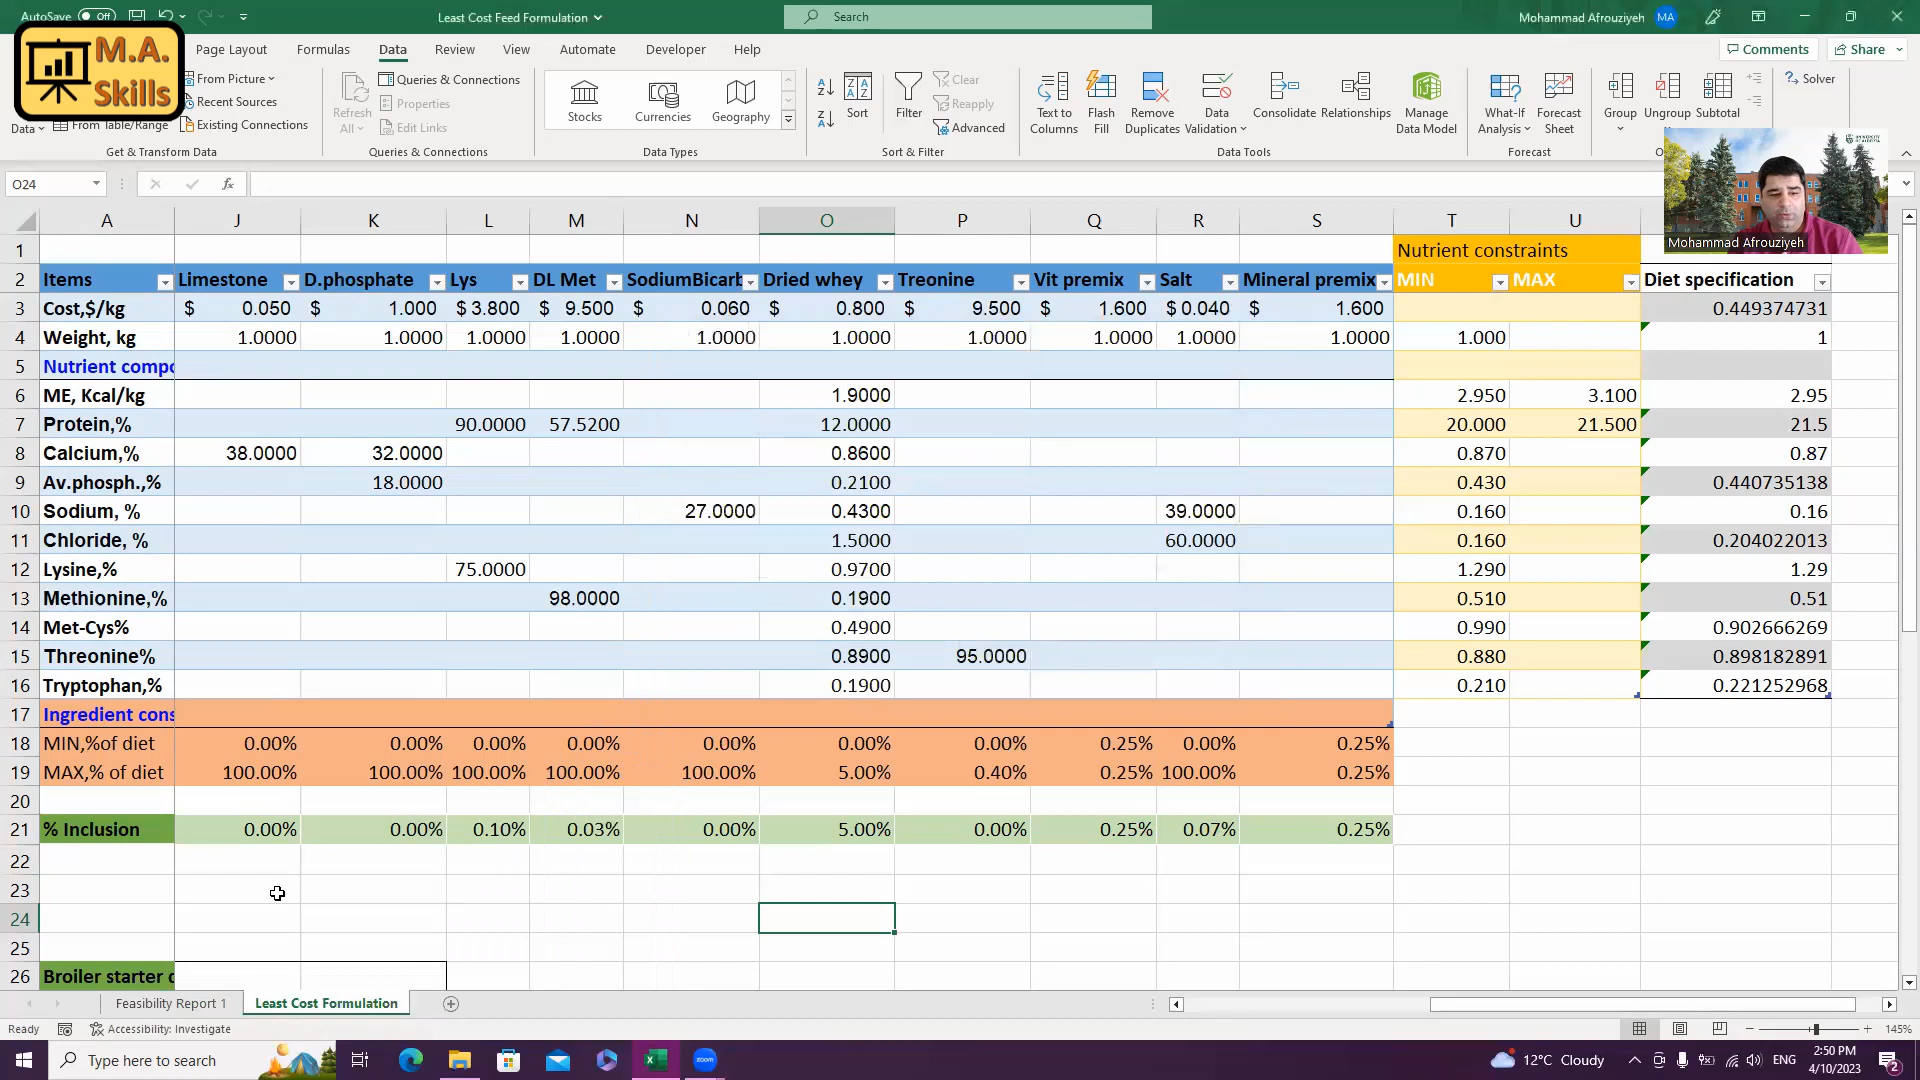 AutoSave Off
Least Cost Feed Formulation
Search
Mohammad Afrouziyeh MA
M.A. Skills
Page Layout Formulas Data Review View Automate Developer Help
Comments Share
From Picture
Recent Sources
Existing Connections
Data
From Table/Range
Get & Transform Data
Refresh All
Queries & Connections
Properties
Edit Links
Queries & Connections
Stocks Currencies Geography
Data Types
Sort Filter
Clear
Reapply
Advanced
Sort & Filter
Text to Columns
Flash Fill
Remove Duplicates
Data Validation
Consolidate
Relationships
Manage Data Model
Data Tools
What-If Analysis
Forecast Sheet
Forecast
Group Ungroup Subtotal
Solver
O24 fx
Mohammad Afrouziyeh
A J K L M N O P Q R S T U
1 Nutrient constraints
2 Items Limestone D.phosphate Lys DL Met SodiumBicarb Dried whey Treonine Vit premix Salt Mineral premix MIN MAX Diet specification
3 Cost,$/kg $ 0.050 $ 1.000 $ 3.800 $ 9.500 $ 0.060 $ 0.800 $ 9.500 $ 1.600 $ 0.040 $ 1.600 0.449374731
4 Weight, kg 1.0000 1.0000 1.0000 1.0000 1.0000 1.0000 1.0000 1.0000 1.0000 1.0000 1.000 1
5 Nutrient compo
6 ME, Kcal/kg 1.9000 2.950 3.100 2.95
7 Protein,% 90.0000 57.5200 12.0000 20.000 21.500 21.5
8 Calcium,% 38.0000 32.0000 0.8600 0.870 0.87
9 Av.phosph.,% 18.0000 0.2100 0.430 0.440735138
10 Sodium, % 27.0000 0.4300 39.0000 0.160 0.16
11 Chloride, % 1.5000 60.0000 0.160 0.204022013
12 Lysine,% 75.0000 0.9700 1.290 1.29
13 Methionine,% 98.0000 0.1900 0.510 0.51
14 Met-Cys% 0.4900 0.990 0.902666269
15 Threonine% 0.8900 95.0000 0.880 0.898182891
16 Tryptophan,% 0.1900 0.210 0.221252968
17 Ingredient cons
18 MIN,%of diet 0.00% 0.00% 0.00% 0.00% 0.00% 0.00% 0.00% 0.25% 0.00% 0.25%
19 MAX,% of diet 100.00% 100.00% 100.00% 100.00% 100.00% 5.00% 0.40% 0.25% 100.00% 0.25%
20
21 % Inclusion 0.00% 0.00% 0.10% 0.03% 0.00% 5.00% 0.00% 0.25% 0.07% 0.25%
22
23
24
25
26 Broiler starter d
Feasibility Report 1 Least Cost Formulation
Ready Accessibility: Investigate 145%
Type here to search
zoom
12°C Cloudy ENG
2:50 PM
4/10/2023
2